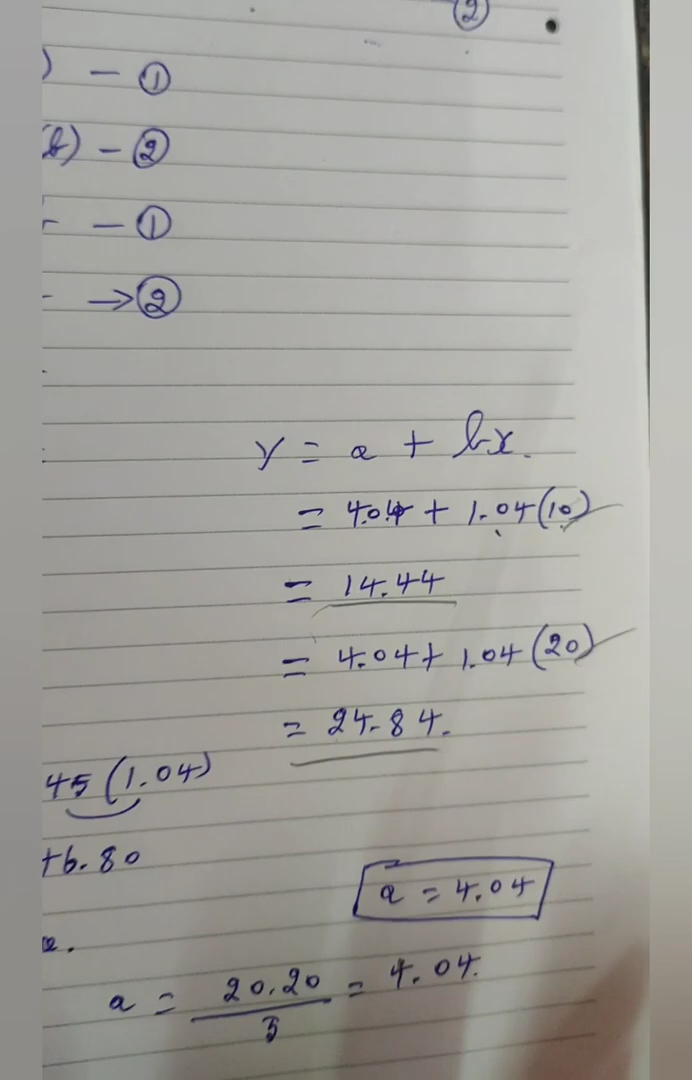 ②
) - ①
(b) - ②
- - ①
- → ②
Y = a + bx.
= 4.04 + 1.04(10)
= 14.44
= 4.04 + 1.04 (20)
= 24.84.
45 (1.04)
+6.80
a = 4.04
a = 20.20/5 = 4.04.